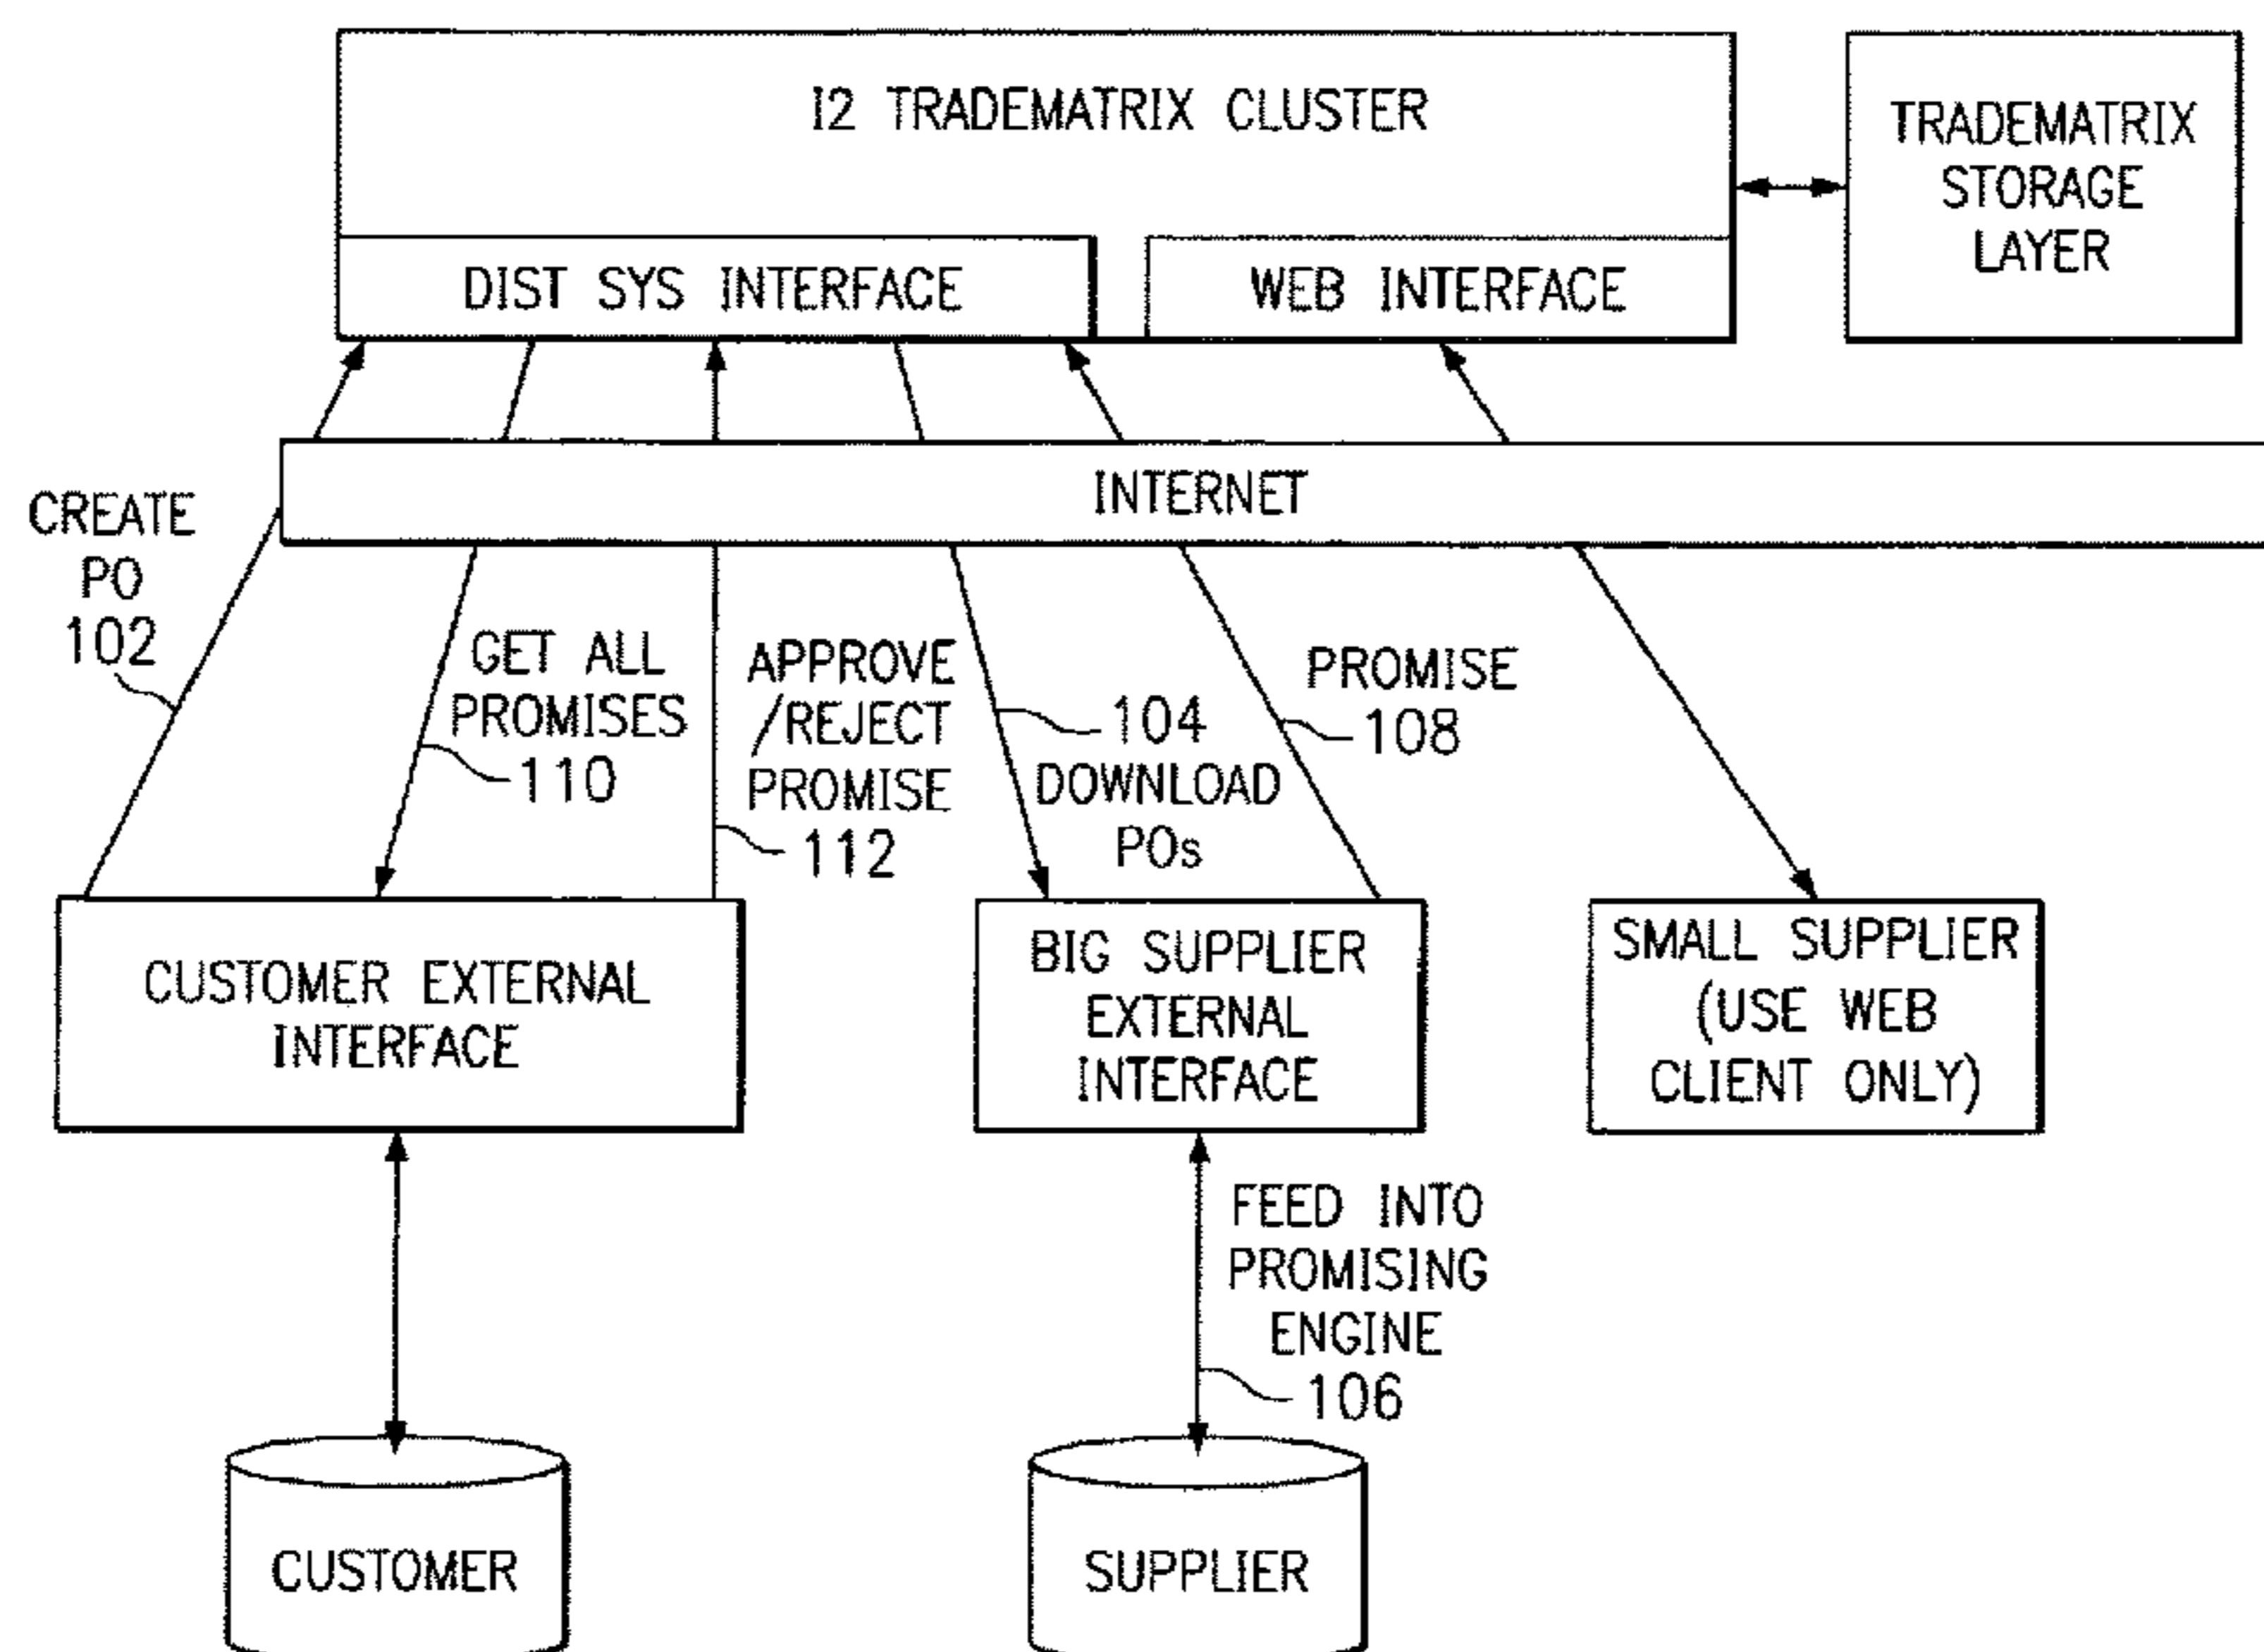 I2 TRADEMATRIX CLUSTER
TRADEMATRIX
STORAGE
LAYER
DIST SYS INTERFACE
WEB INTERFACE
INTERNET
CREATE
PO
102
GET ALL
PROMISES
110
APPROVE
/REJECT
PROMISE
112
104
DOWNLOAD
POs
PROMISE
108
CUSTOMER EXTERNAL
INTERFACE
BIG SUPPLIER
EXTERNAL
INTERFACE
SMALL SUPPLIER
(USE WEB
CLIENT ONLY)
FEED INTO
PROMISING
ENGINE
106
CUSTOMER
SUPPLIER